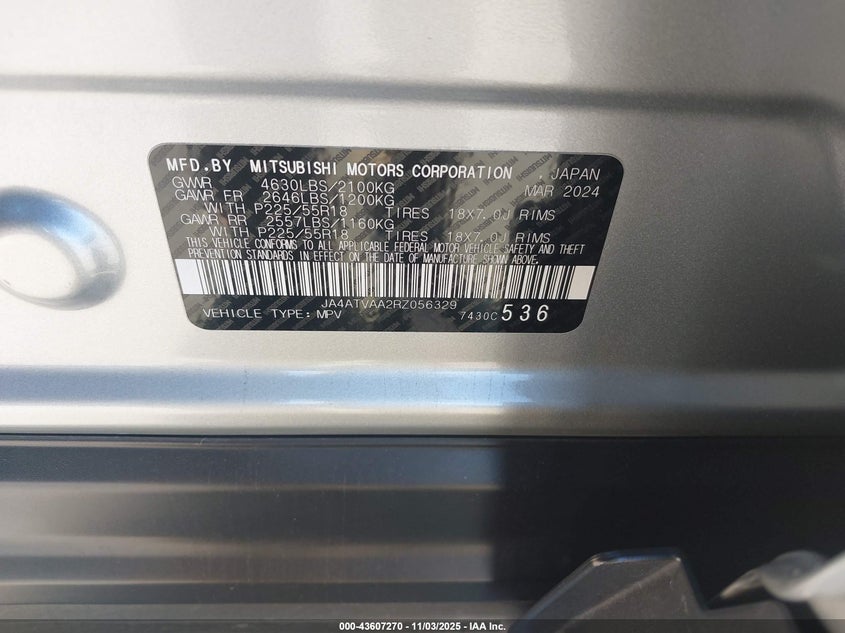 MFD.BY MITSUBISHI MOTORS CORPORATION , JAPAN
GVWR 4630LBS/2100KG MAR 2024
GAWR FR 2646LBS/1200KG
WITH P225/55R18 TIRES 18X7.0J RIMS
GAWR RR 2557LBS/1160KG
WITH P225/55R18 TIRES 18X7.0J RIMS
THIS VEHICLE CONFORMS TO ALL APPLICABLE FEDERAL MOTOR VEHICLE SAFETY AND THEFT
PREVENTION STANDARDS IN EFFECT ON THE DATE OF MANUFACTURE SHOWN ABOVE.
JA4ATVAA2RZ056329
VEHICLE TYPE: MPV 7430C 536
000-43607270 - 11/03/2025 - IAA Inc.